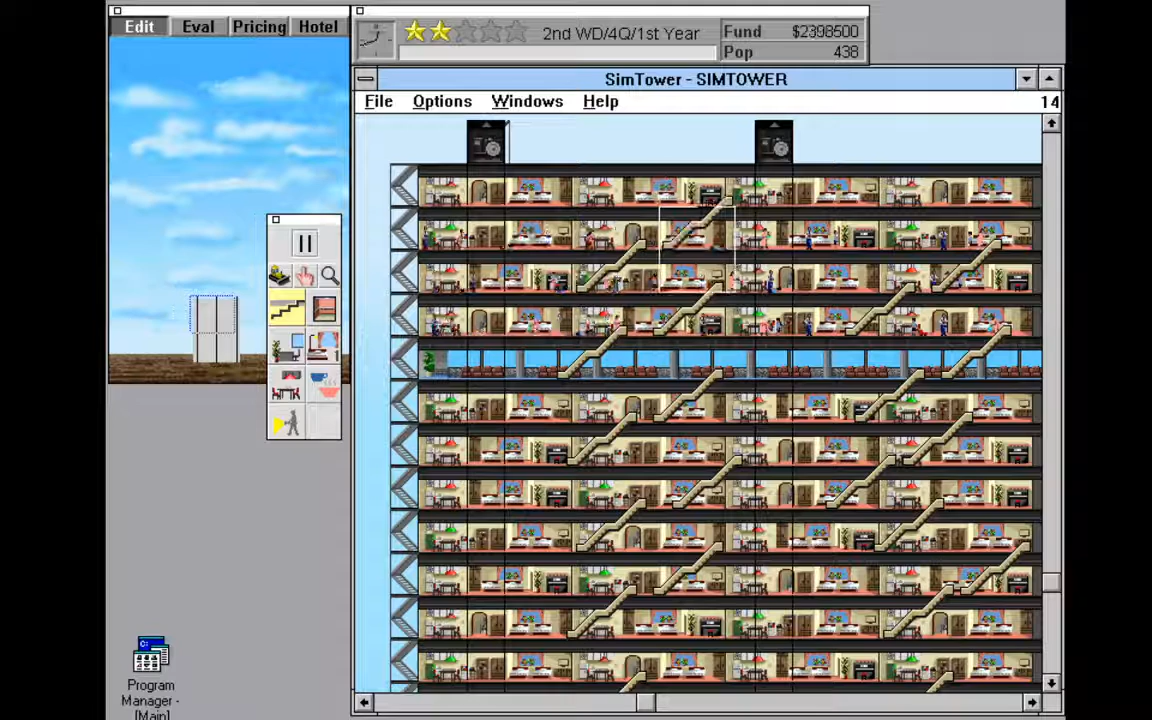 Edit Eval Pricing Hotel
2nd WD/4Q/1st Year
Fund $2398500
Pop 438
SimTower - SIMTOWER
File Options Windows Help 14
1
C:\
Program
Manager -
[Main]